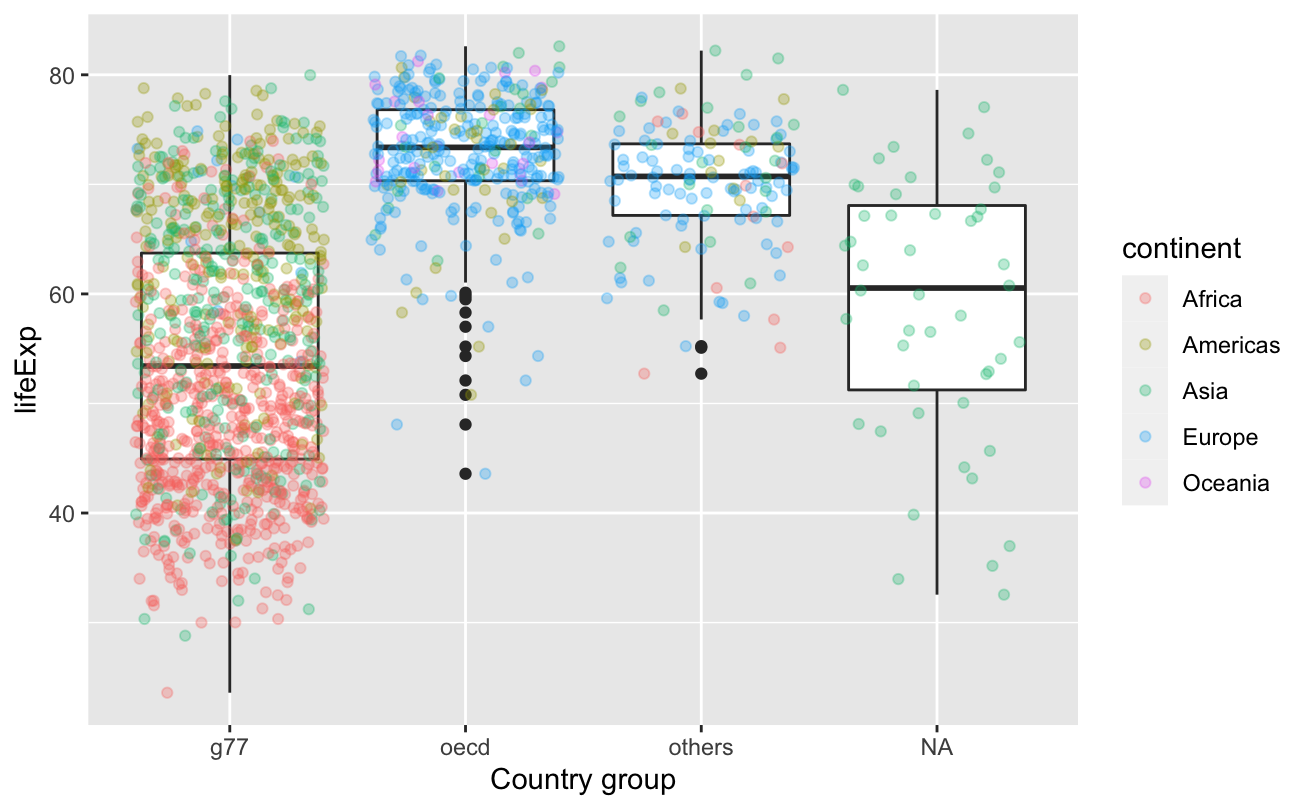 80
60
40
lifeExp
g77 oecd others NA
Country group
continent
Africa
Americas
Asia
Europe
Oceania